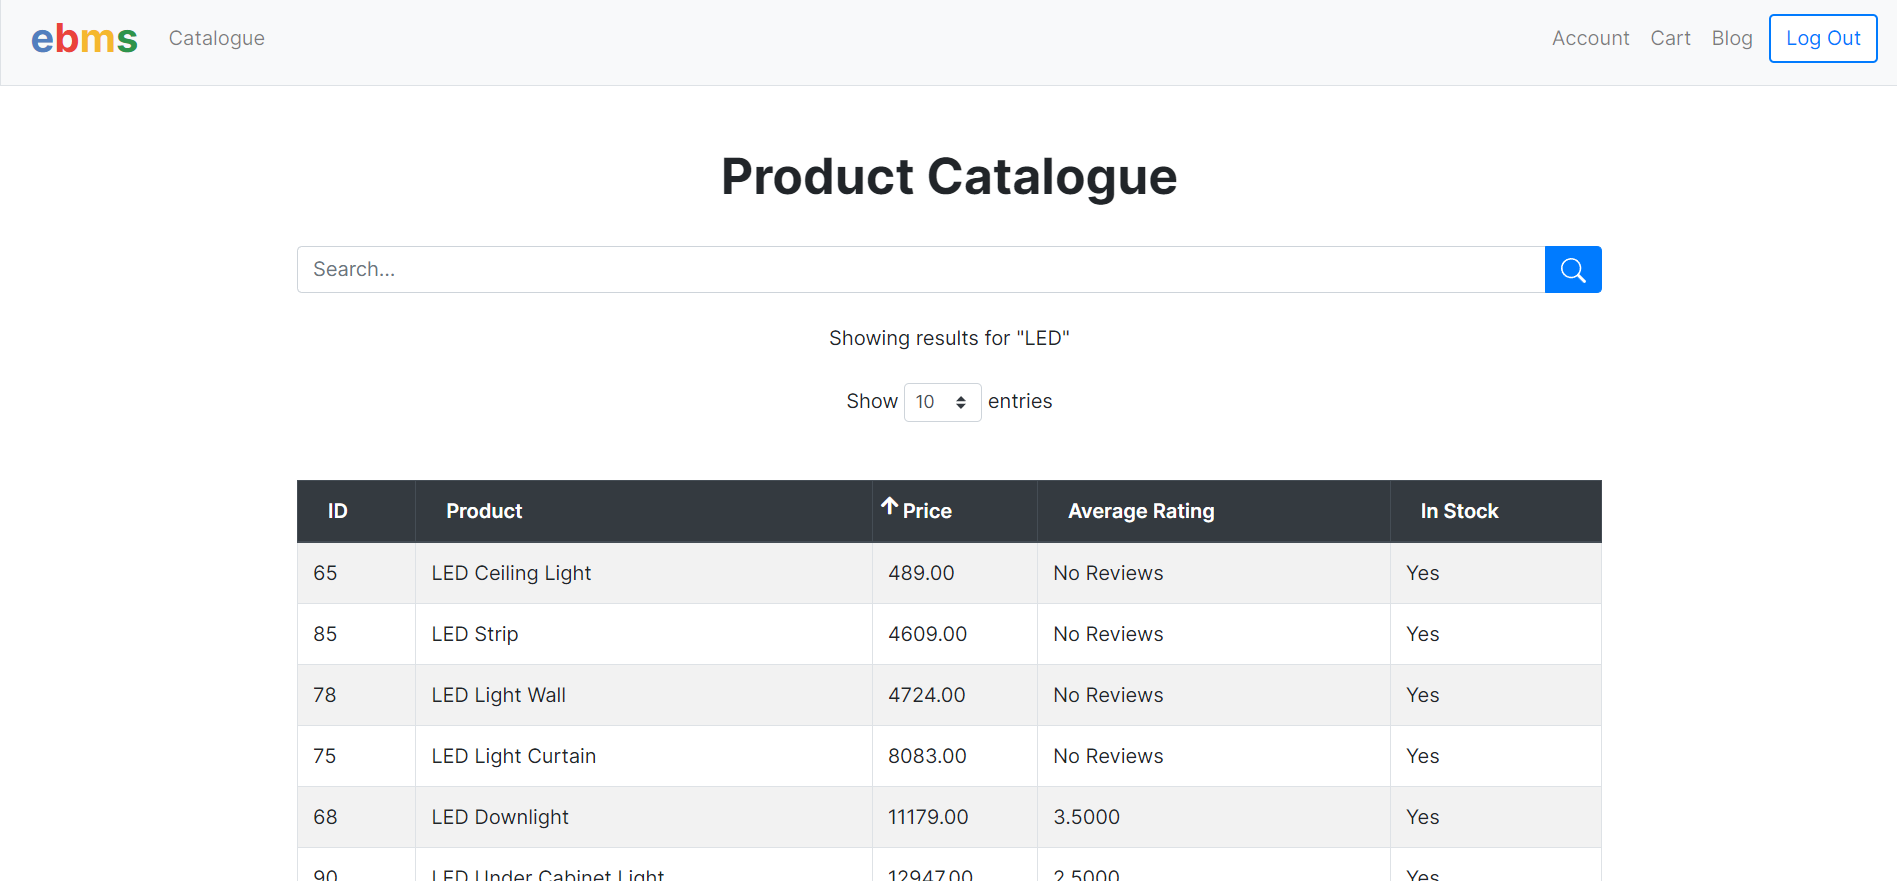 ebms Catalogue Account Cart Blog Log Out
Product Catalogue
Search...
Showing results for "LED"
Show 10 entries
ID Product Price Average Rating In Stock
65 LED Ceiling Light 489.00 No Reviews Yes
85 LED Strip 4609.00 No Reviews Yes
78 LED Light Wall 4724.00 No Reviews Yes
75 LED Light Curtain 8083.00 No Reviews Yes
68 LED Downlight 11179.00 3.5000 Yes
90 LED Under Cabinet Light 12947.00 2.5000 Yes